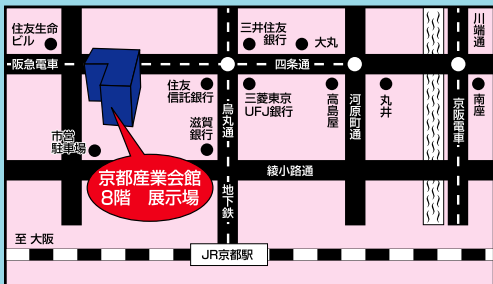 住友生命
ビル
三井住友
銀行
大丸
川端通
阪急電車
四条通
住友
信託銀行
三菱東京
UFJ銀行
高島屋
丸井
南座
烏丸通
河原町通
京阪電車
滋賀
銀行
市営
駐車場
京都産業会館
8階 展示場
綾小路通
地下鉄
至 大阪
JR京都駅